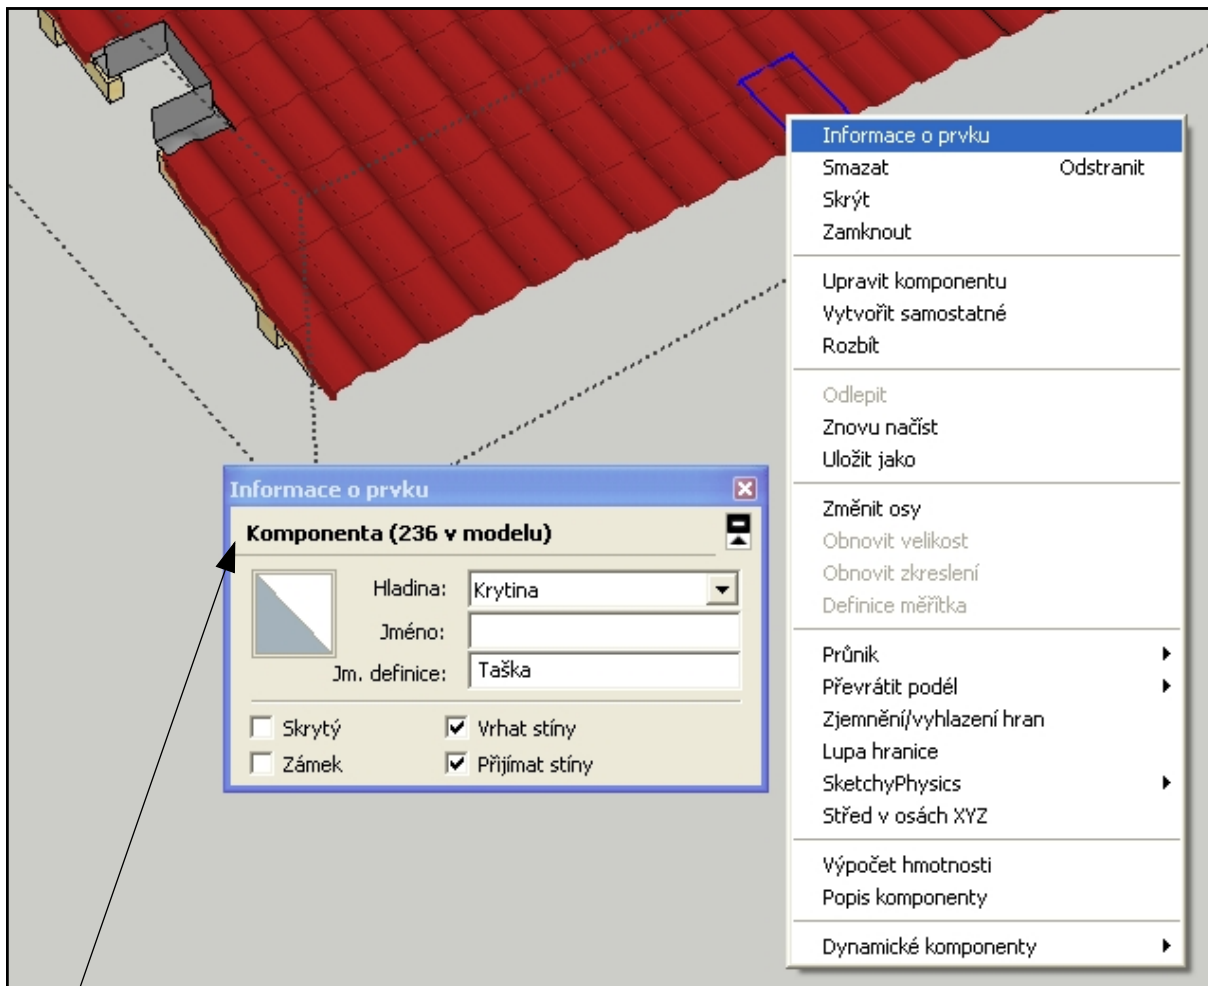 Informace o prvku
Smazat Odstranit
Skrýt
Zamknout
Upravit komponentu
Vytvořit samostatné
Rozbít
Odlepit
Znovu načíst
Uložit jako
Změnit osy
Obnovit velikost
Obnovit zkreslení
Definice měřítka
Průnik
Převrátit podél
Zjemnění/vyhlazení hran
Lupa hranice
SketchyPhysics
Střed v osách XYZ
Výpočet hmotnosti
Popis komponenty
Dynamické komponenty
Informace o prvku
Komponenta (236 v modelu)
Hladina: Krytina
Jméno:
Jm. definice: Taška
Skrytý Vrhat stíny
Zámek Přijímat stíny